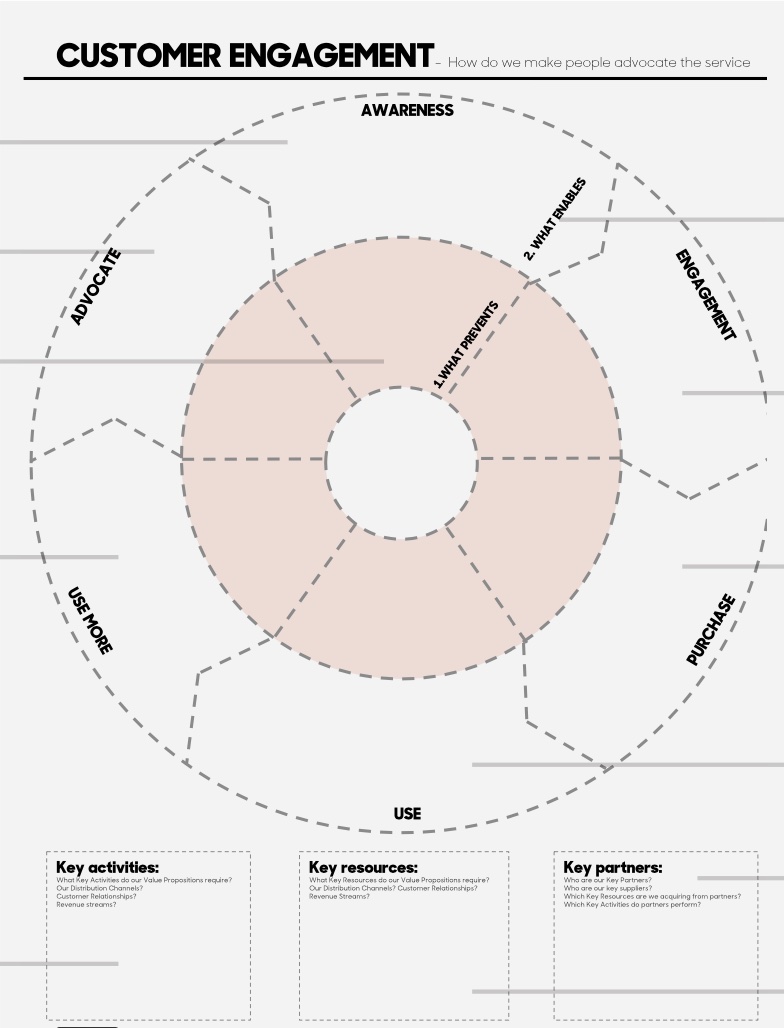 CUSTOMER ENGAGEMENT - How do we make people advocate the service
AWARENESS
2. WHAT ENABLES
ENGAGEMENT
ADVOCATE
1.WHAT PREVENTS
USE MORE
PURCHASE
USE
Key activities:
What Key Activities do our Value Propositions require?
Our Distribution Channels?
Customer Relationships?
Revenue streams?
Key resources:
What Key Resources do our Value Propositions require?
Our Distribution Channels? Customer Relationships?
Revenue Streams?
Key partners:
Who are our Key Partners?
Who are our key suppliers?
Which Key Resources are we acquiring from partners?
Which Key Activities do partners perform?